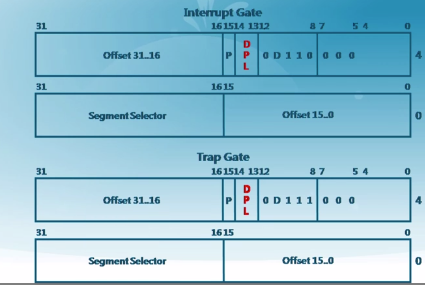 Interrupt Gate
31 16 15 14 13 12 8 7 5 4 0
Offset 31..16 P DPL 0 D 1 1 0 0 0 0 4
31 16 15 0
Segment Selector Offset 15..0 0
Trap Gate
31 16 15 14 13 12 8 7 5 4 0
Offset 31..16 P DPL 0 D 1 1 1 0 0 0 4
31 16 15 0
Segment Selector Offset 15..0 0